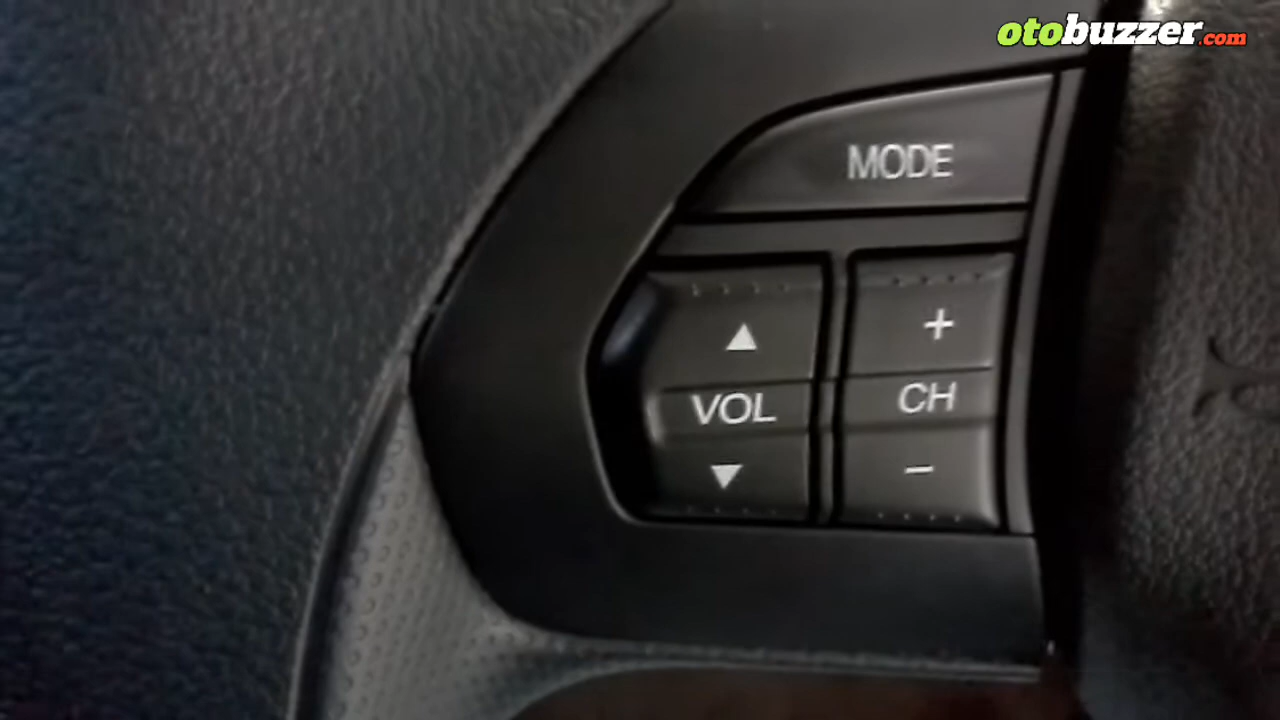 otobuzzer.com
MODE
▲ +
VOL CH
▼ −